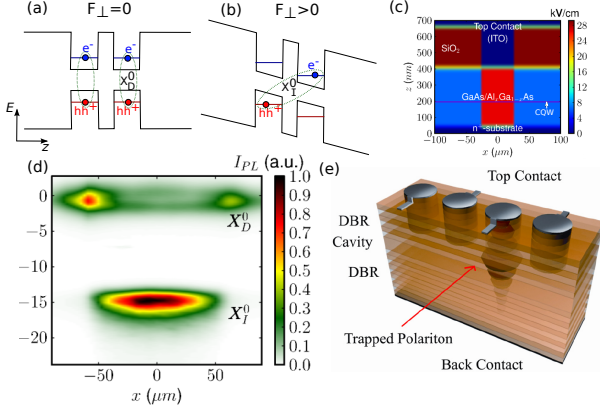 (a)
F⊥=0
e-
e-
X0D
hh+
hh+
E
z
(b)
F⊥>0
e-
X0I
hh+
(c)
kV/cm
700
600
500
400
300
200
100
0
z (nm)
Top Contact
(ITO)
SiO2
GaAs/AlxGa1-xAs
CQW
n+-substrate
-100
-50
0
50
100
x (μm)
28
24
20
16
12
8
4
0
(d)
IPL (a.u.)
0
−5
−10
−15
−20
X0D
X0I
−50
0
50
x (μm)
1.0
0.9
0.8
0.7
0.6
0.5
0.4
0.3
0.2
0.1
0.0
(e)
Top Contact
DBR
Cavity
DBR
Trapped Polariton
Back Contact